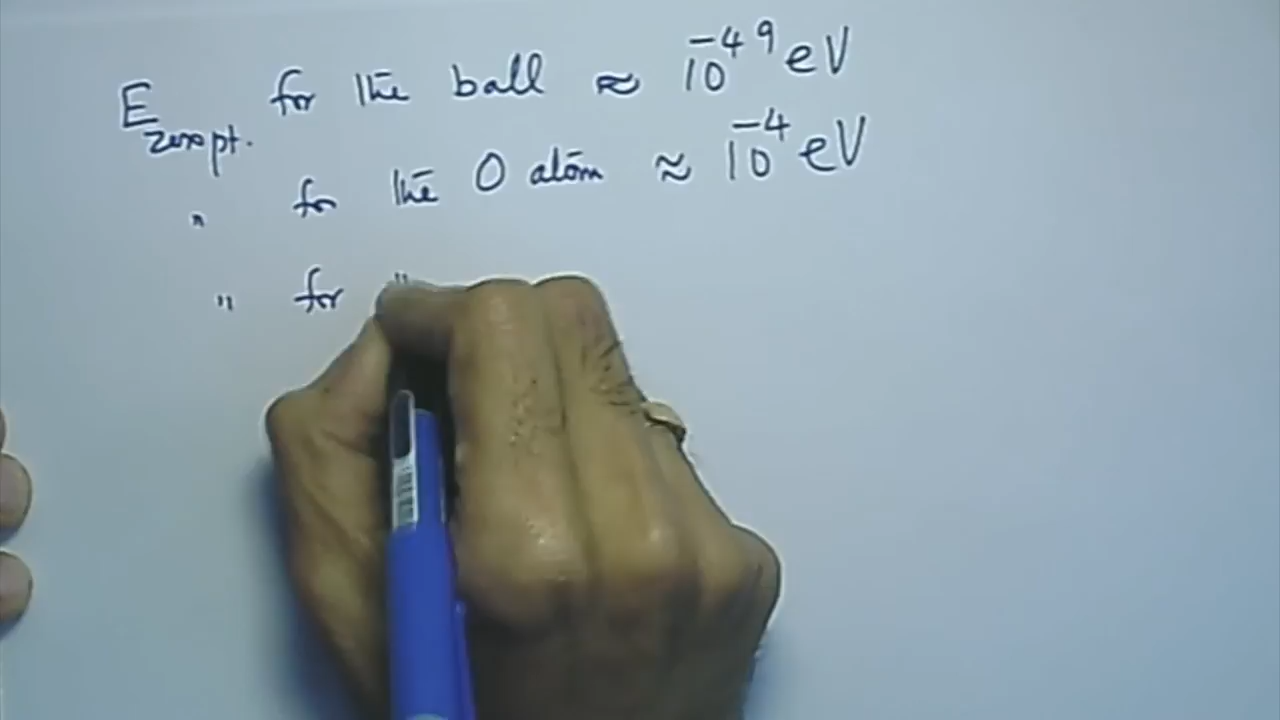 E zero pt. for the ball ≈ 10⁻⁴⁹ eV
" for the O atom ≈ 10⁻⁴ eV
" for